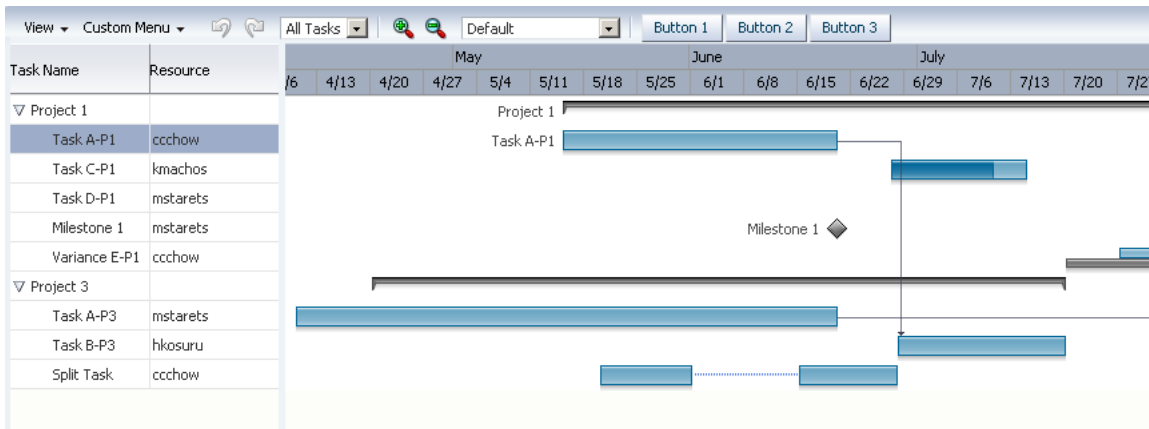 View Custom Menu All Tasks Default Button 1 Button 2 Button 3
Task Name Resource
May June July
/6 4/13 4/20 4/27 5/4 5/11 5/18 5/25 6/1 6/8 6/15 6/22 6/29 7/6 7/13 7/20 7/2
Project 1 Project 1
Task A-P1 ccchow Task A-P1
Task C-P1 kmachos
Task D-P1 mstarets
Milestone 1 mstarets Milestone 1
Variance E-P1 ccchow
Project 3
Task A-P3 mstarets
Task B-P3 hkosuru
Split Task ccchow